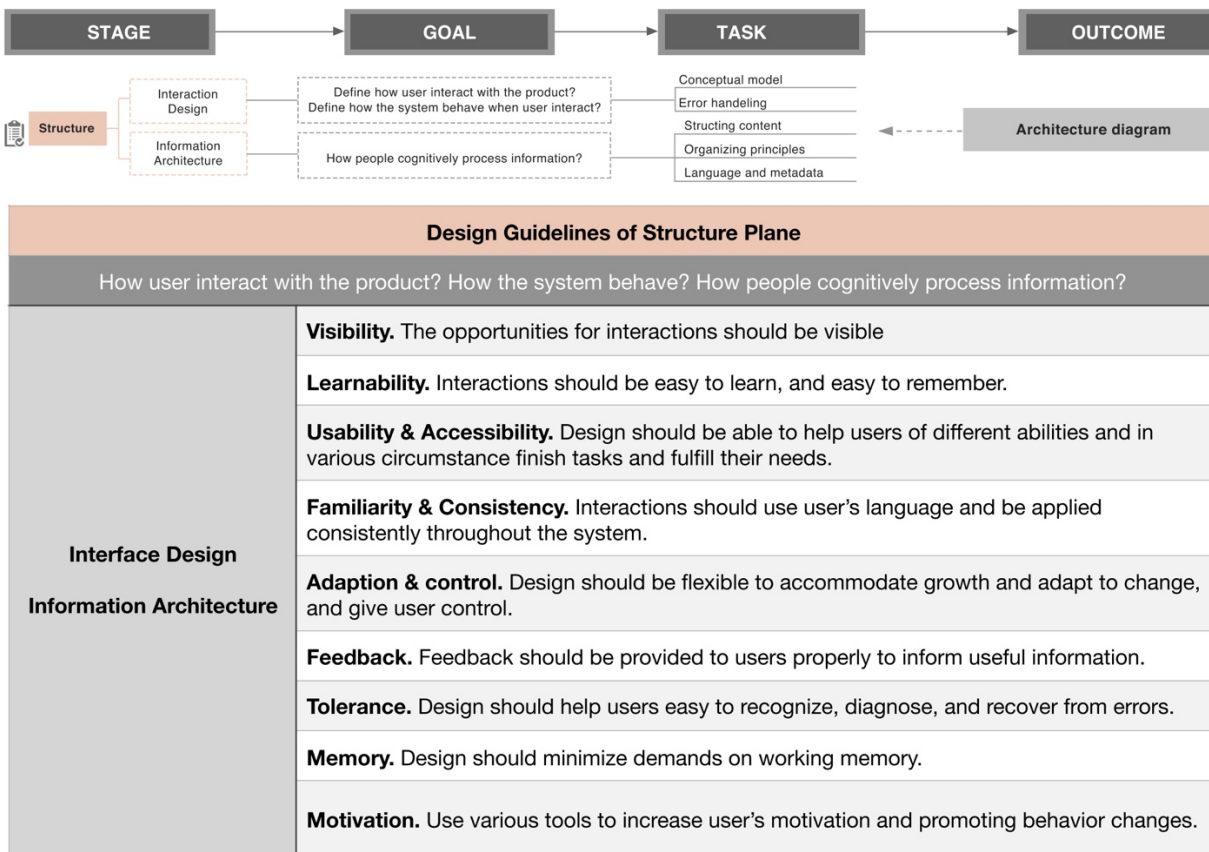 STAGE
GOAL
TASK
OUTCOME
Structure
Interaction
Design
Define how user interact with the product?
Define how the system behave when user interact?
Conceptual model
Error handeling
Information
Architecture
How people cognitively process information?
Structing content
Organizing principles
Language and metadata
Architecture diagram
Design Guidelines of Structure Plane
How user interact with the product? How the system behave? How people cognitively process information?
Interface Design
Information Architecture
Visibility. The opportunities for interactions should be visible
Learnability. Interactions should be easy to learn, and easy to remember.
Usability & Accessibility. Design should be able to help users of different abilities and in
various circumstance finish tasks and fulfill their needs.
Familiarity & Consistency. Interactions should use user's language and be applied
consistently throughout the system.
Adaption & control. Design should be flexible to accommodate growth and adapt to change,
and give user control.
Feedback. Feedback should be provided to users properly to inform useful information.
Tolerance. Design should help users easy to recognize, diagnose, and recover from errors.
Memory. Design should minimize demands on working memory.
Motivation. Use various tools to increase user's motivation and promoting behavior changes.